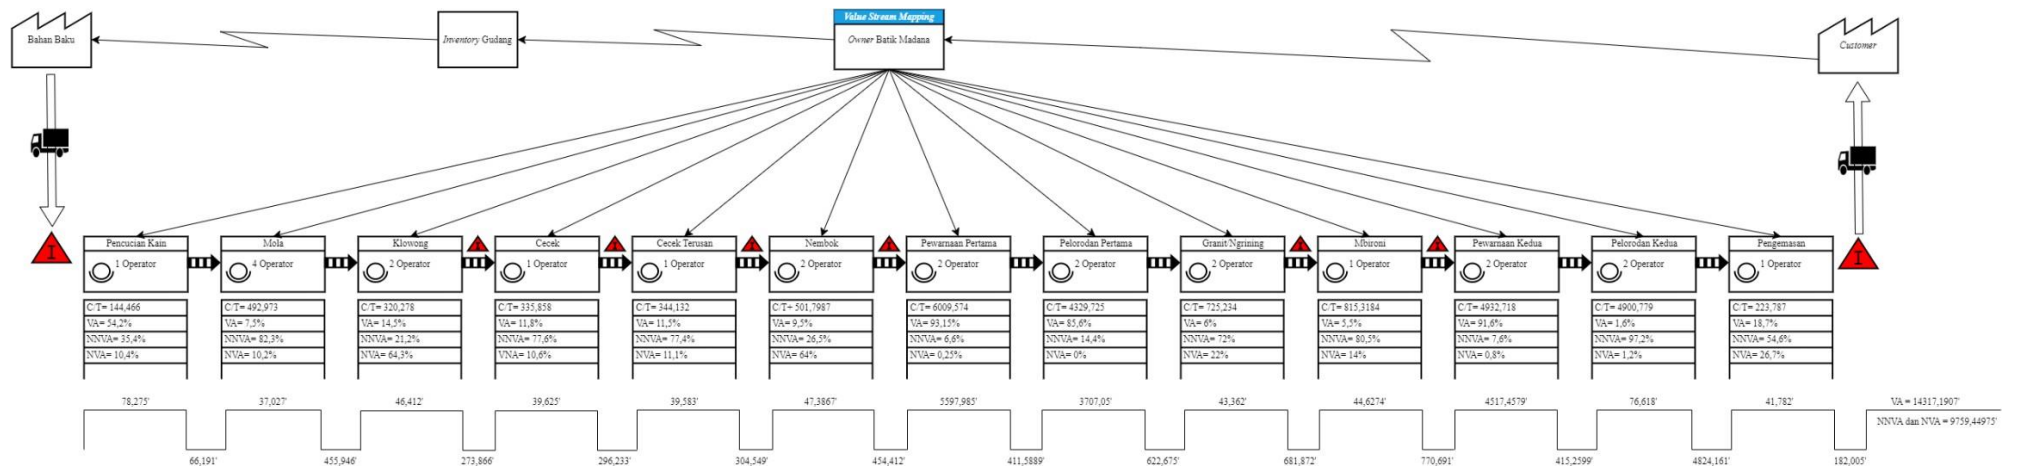 Value Stream Mapping
Bahan Baku
Inventory Gudang
Owner Batik Madana
Customer
I
I
Pencucian Kain
1 Operator
C/T= 144,466
VA= 54,2%
NNVA= 35,4%
NVA= 10,4%
Mola
4 Operator
C/T= 492,973
VA= 7,5%
NNVA= 82,3%
NVA= 10,2%
Klowong
2 Operator
C/T= 320,278
VA= 14,5%
NNVA= 21,2%
NVA= 64,3%
I
Cecek
1 Operator
C/T= 335,858
VA= 11,8%
NNVA= 77,6%
VNA= 10,6%
I
Cecek Terusan
1 Operator
C/T= 344,132
VA= 11,5%
NNVA= 77,4%
NVA= 11,1%
I
Nembok
2 Operator
C/T+ 501,7987
VA= 9,5%
NNVA= 26,5%
NVA= 64%
I
Pewarnaan Pertama
2 Operator
C/T= 6009,574
VA= 93,15%
NNVA= 6,6%
NVA= 0,25%
Pelorodan Pertama
2 Operator
C/T= 4329,725
VA= 85,6%
NNVA= 14,4%
NVA= 0%
Granit/Ngrining
2 Operator
C/T= 725,234
VA= 6%
NNVA= 72%
NVA= 22%
I
Mbironi
1 Operator
C/T= 815,3184
VA= 5,5%
NNVA= 80,5%
NVA= 14%
I
Pewarnaan Kedua
2 Operator
C/T= 4932,718
VA= 91,6%
NNVA= 7,6%
NVA= 0,8%
Pelorodan Kedua
2 Operator
C/T= 4900,779
VA= 1,6%
NNVA= 97,2%
NVA= 1,2%
Pengemasan
1 Operator
C/T= 223,787
VA= 18,7%
NNVA= 54,6%
NVA= 26,7%
78,275'
37,027'
46,412'
39,625'
39,583'
47,3867'
5597,985'
3707,05'
43,362'
44,6274'
4517,4579'
76,618'
41,782'
VA = 14317,1907'
NNVA dan NVA = 9759,44975'
66,191'
455,946'
273,866'
296,233'
304,549'
454,412'
411,5889'
622,675'
681,872'
770,691'
415,2599'
4824,161'
182,005'